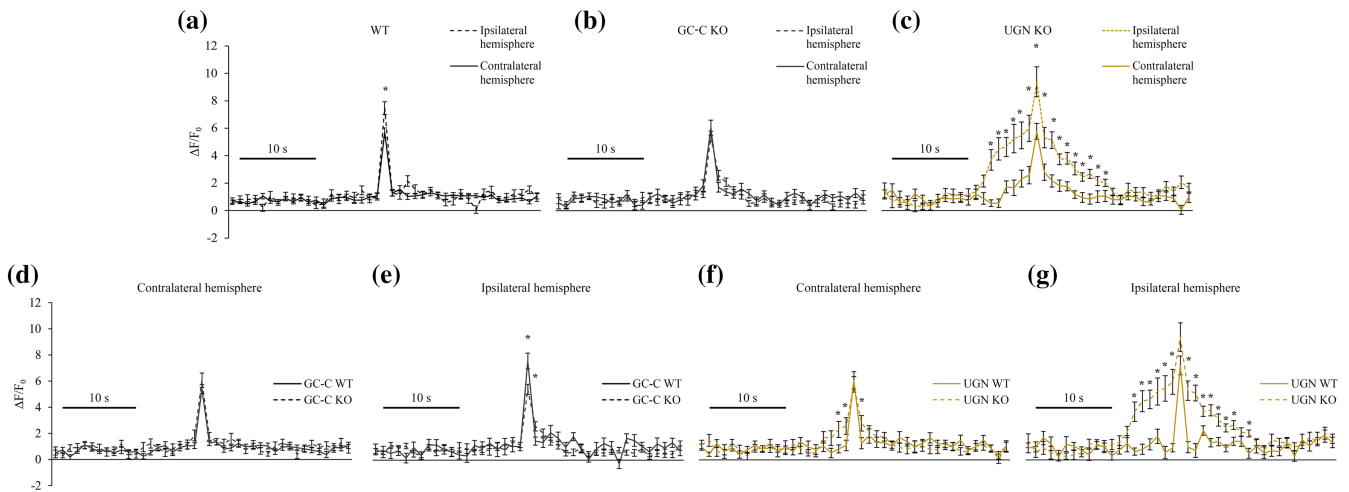 (a)
WT
Ipsilateral
hemisphere
Contralateral
hemisphere
12
10
8
6
4
2
0
-2
ΔF/F0
10 s
*
(b)
GC-C KO
Ipsilateral
hemisphere
Contralateral
hemisphere
10 s
(c)
UGN KO
Ipsilateral
hemisphere
Contralateral
hemisphere
10 s
* * * * * * * * * * * * * * * *
(d)
Contralateral hemisphere
12
10
8
6
4
2
0
-2
ΔF/F0
10 s
GC-C WT
GC-C KO
(e)
Ipsilateral hemisphere
10 s
* *
GC-C WT
GC-C KO
(f)
Contralateral hemisphere
10 s
* * *
UGN WT
UGN KO
(g)
Ipsilateral hemisphere
10 s
* * * * * * * * * * * * * *
UGN WT
UGN KO